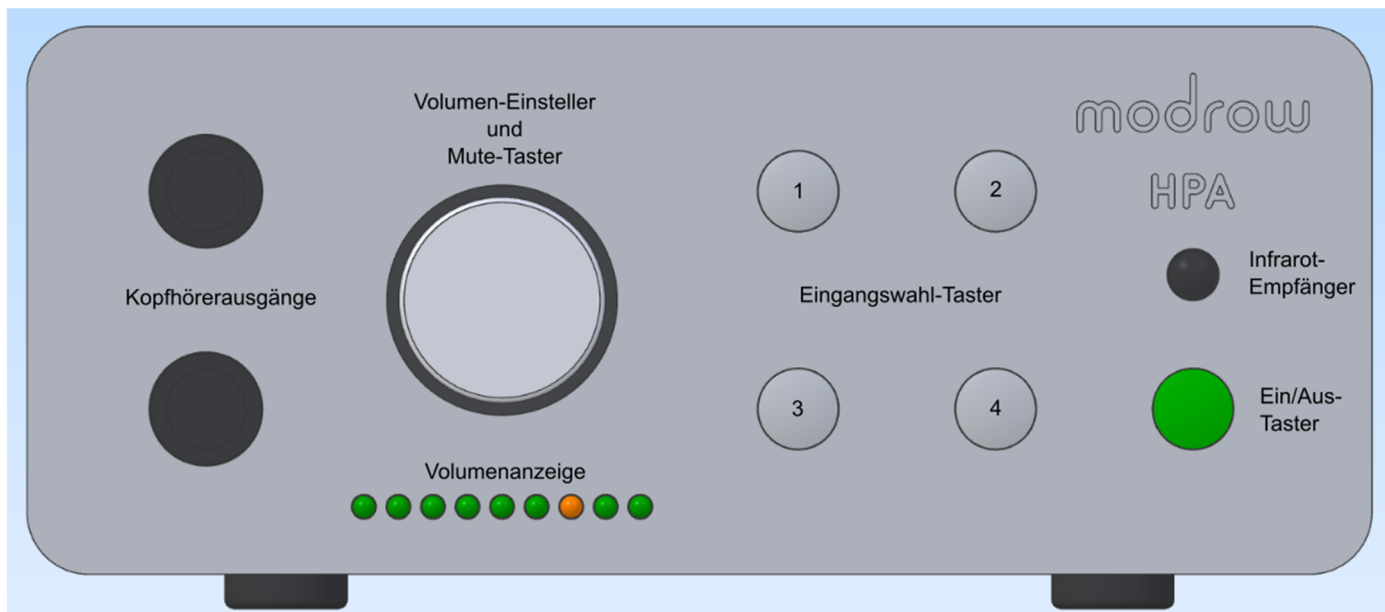 Volumen-Einsteller
und
Mute-Taster
modrow
HPA
1
2
Infrarot-
Empfänger
Kopfhörerausgänge
Eingangswahl-Taster
3
4
Ein/Aus-
Taster
Volumenanzeige